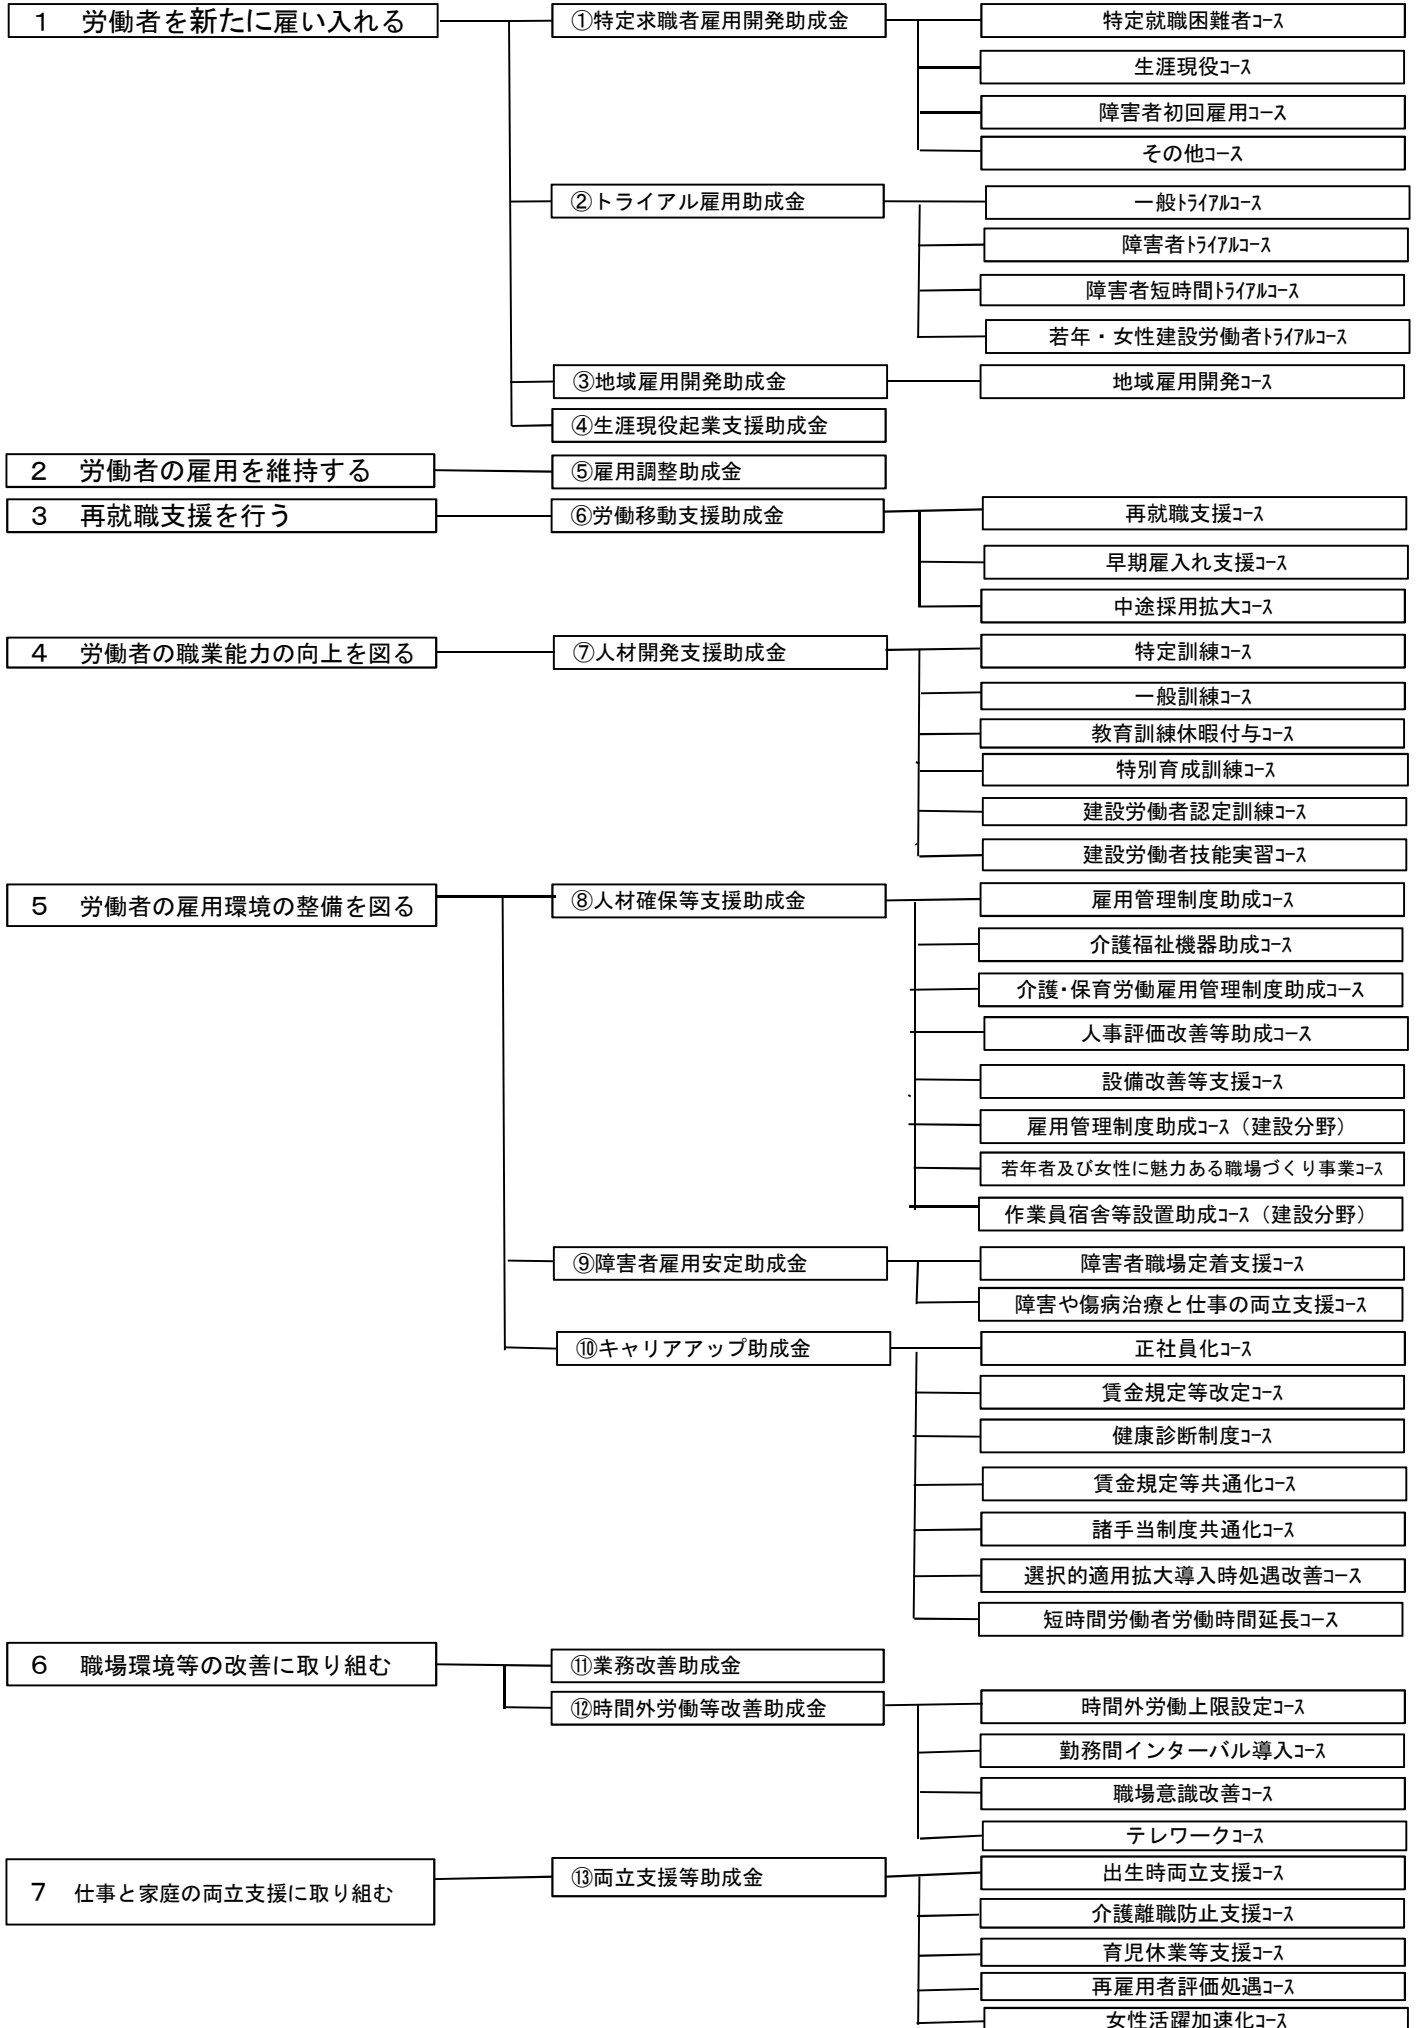 1 労働者を新たに雇い入れる
①特定求職者雇用開発助成金
特定就職困難者ｺｰｽ
生涯現役ｺｰｽ
障害者初回雇用ｺｰｽ
その他ｺｰｽ
②トライアル雇用助成金
一般ﾄﾗｲｱﾙｺｰｽ
障害者ﾄﾗｲｱﾙｺｰｽ
障害者短時間ﾄﾗｲｱﾙｺｰｽ
若年・女性建設労働者ﾄﾗｲｱﾙｺｰｽ
③地域雇用開発助成金
地域雇用開発ｺｰｽ
④生涯現役起業支援助成金
2 労働者の雇用を維持する
⑤雇用調整助成金
3 再就職支援を行う
⑥労働移動支援助成金
再就職支援ｺｰｽ
早期雇入れ支援ｺｰｽ
中途採用拡大ｺｰｽ
4 労働者の職業能力の向上を図る
⑦人材開発支援助成金
特定訓練ｺｰｽ
一般訓練ｺｰｽ
教育訓練休暇付与ｺｰｽ
特別育成訓練ｺｰｽ
建設労働者認定訓練ｺｰｽ
建設労働者技能実習ｺｰｽ
5 労働者の雇用環境の整備を図る
⑧人材確保等支援助成金
雇用管理制度助成ｺｰｽ
介護福祉機器助成ｺｰｽ
介護・保育労働雇用管理制度助成ｺｰｽ
人事評価改善等助成ｺｰｽ
設備改善等支援ｺｰｽ
雇用管理制度助成ｺｰｽ（建設分野）
若年者及び女性に魅力ある職場づくり事業ｺｰｽ
作業員宿舎等設置助成ｺｰｽ（建設分野）
⑨障害者雇用安定助成金
障害者職場定着支援ｺｰｽ
障害や傷病治療と仕事の両立支援ｺｰｽ
⑩キャリアアップ助成金
正社員化ｺｰｽ
賃金規定等改定ｺｰｽ
健康診断制度ｺｰｽ
賃金規定等共通化ｺｰｽ
諸手当制度共通化ｺｰｽ
選択的適用拡大導入時処遇改善ｺｰｽ
短時間労働者労働時間延長ｺｰｽ
6 職場環境等の改善に取り組む
⑪業務改善助成金
⑫時間外労働等改善助成金
時間外労働上限設定ｺｰｽ
勤務間インターバル導入ｺｰｽ
職場意識改善ｺｰｽ
テレワークｺｰｽ
7 仕事と家庭の両立支援に取り組む
⑬両立支援等助成金
出生時両立支援ｺｰｽ
介護離職防止支援ｺｰｽ
育児休業等支援ｺｰｽ
再雇用者評価処遇ｺｰｽ
女性活躍加速化ｺｰｽ